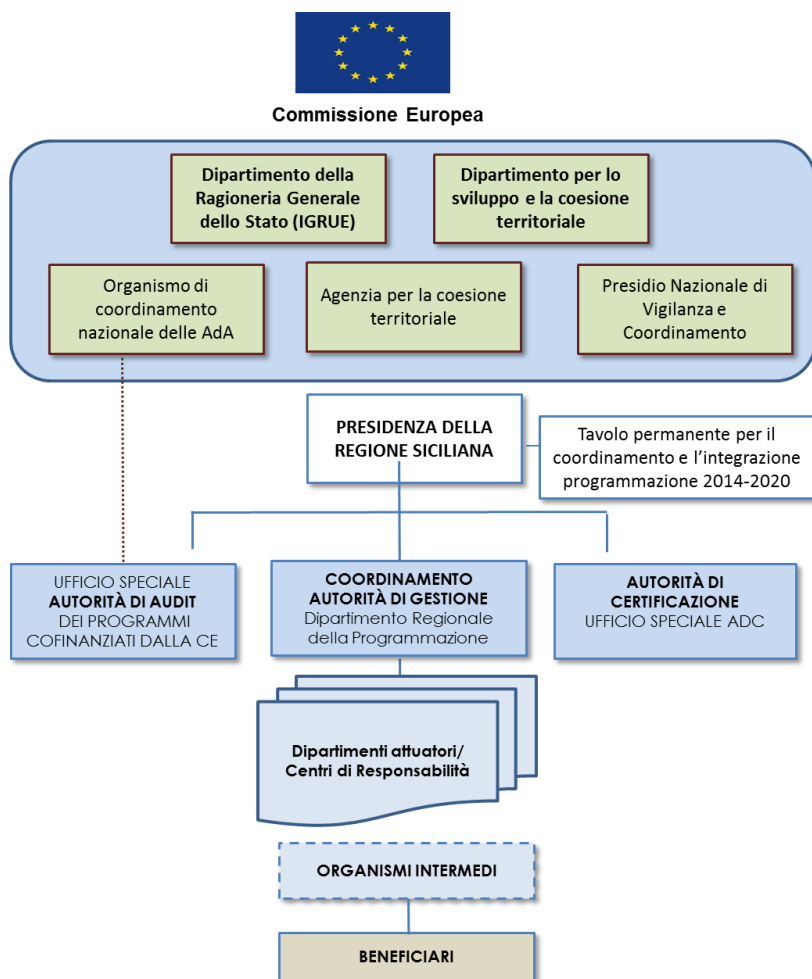 Commissione Europea
Dipartimento della
Ragioneria Generale
dello Stato (IGRUE)
Dipartimento per lo
sviluppo e la coesione
territoriale
Organismo di
coordinamento
nazionale delle AdA
Agenzia per la coesione
territoriale
Presidio Nazionale di
Vigilanza e
Coordinamento
PRESIDENZA DELLA
REGIONE SICILIANA
Tavolo permanente per il
coordinamento e l’integrazione
programmazione 2014-2020
UFFICIO SPECIALE
AUTORITÀ DI AUDIT
DEI PROGRAMMI
COFINANZIATI DALLA CE
COORDINAMENTO
AUTORITÀ DI GESTIONE
Dipartimento Regionale
della Programmazione
AUTORITÀ DI
CERTIFICAZIONE
UFFICIO SPECIALE ADC
Dipartimenti attuatori/
Centri di Responsabilità
ORGANISMI INTERMEDI
BENEFICIARI